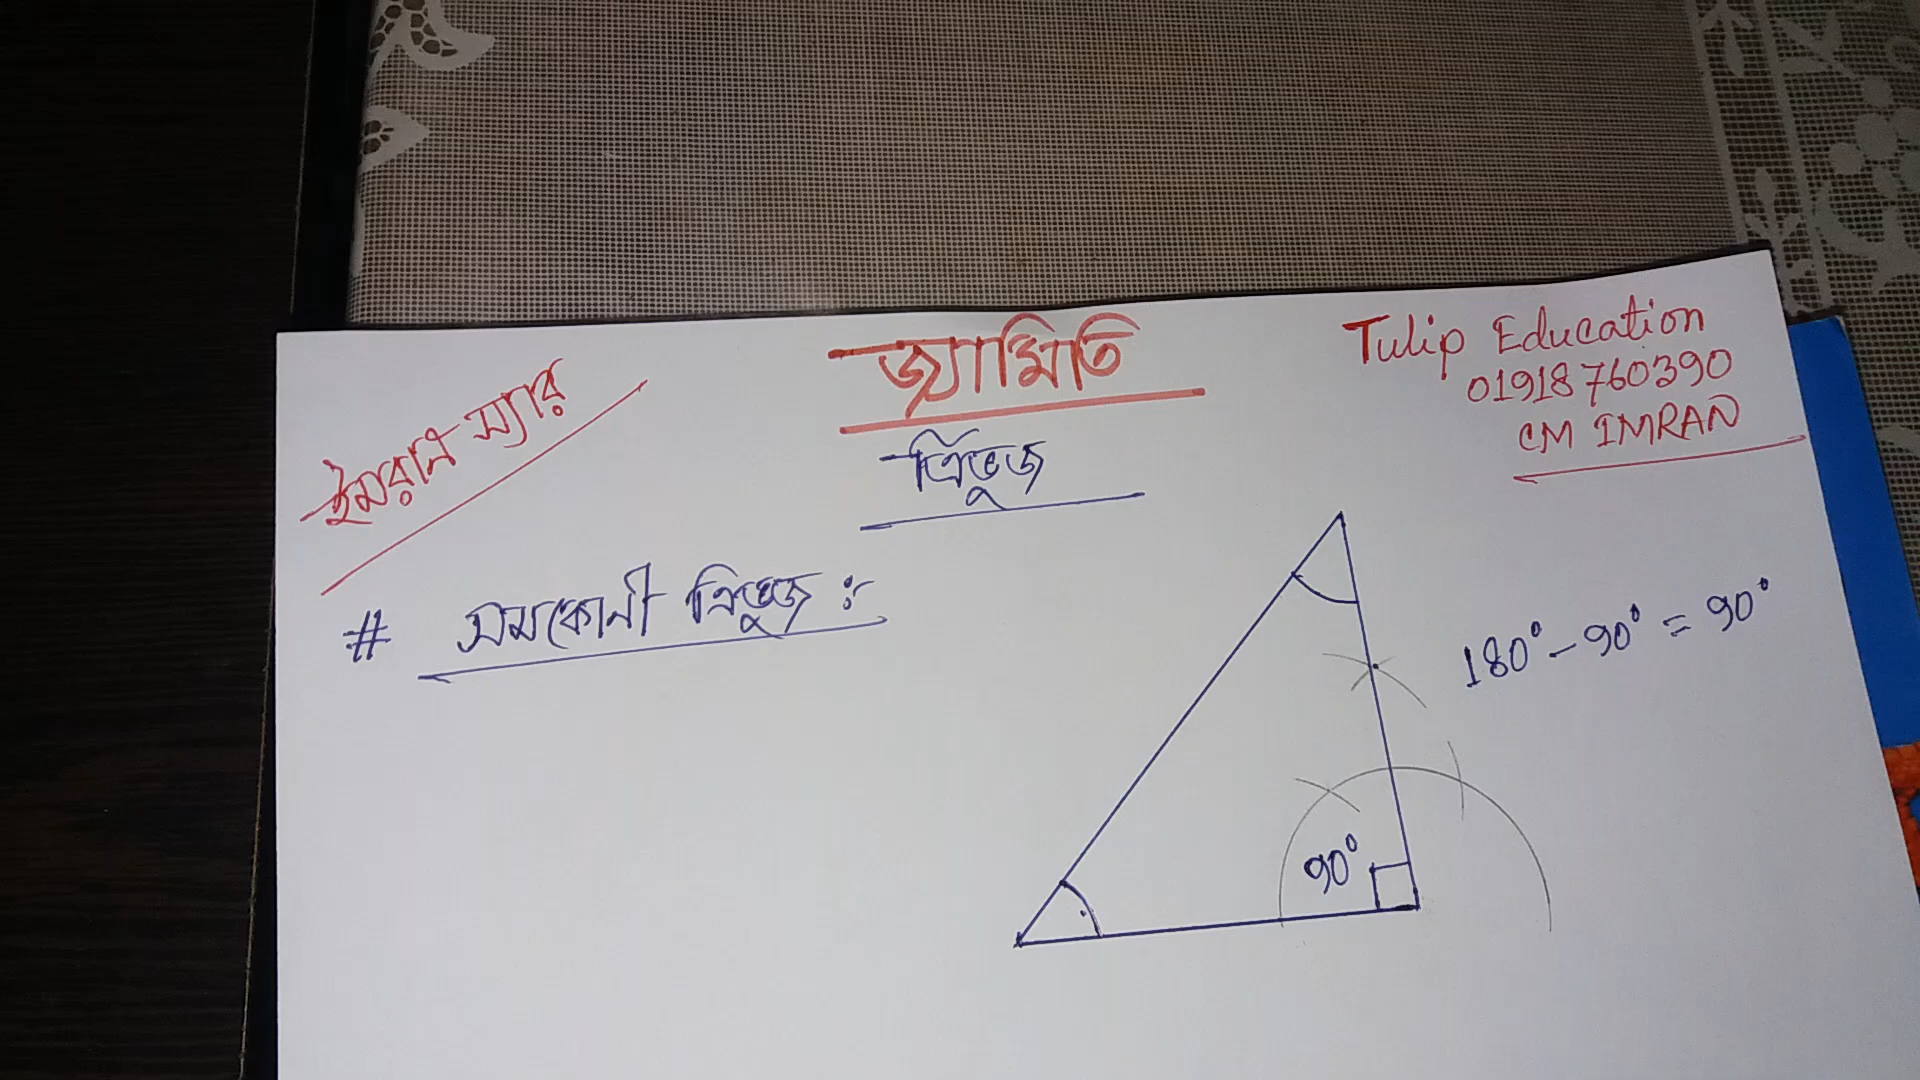 জ্যামিতি
Tulip Education
01918760390
CM IMRAN
ইমরান স্যার
ত্রিভুজ
# সমকোনী ত্রিভুজ :
180° - 90° = 90°
90°